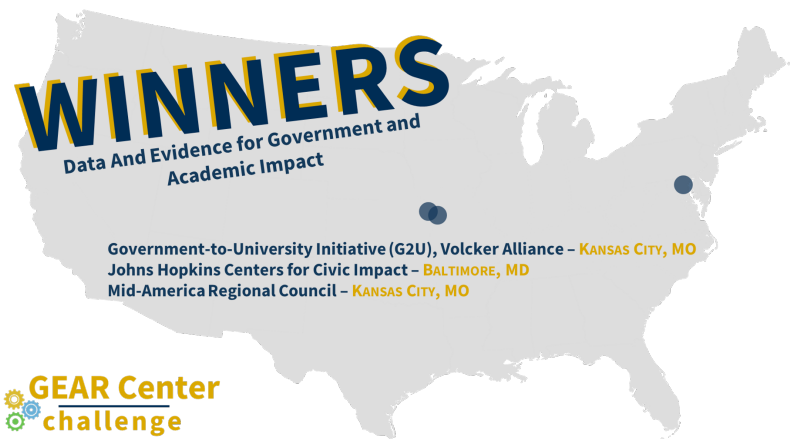 WINNERS
Data And Evidence for Government and
Academic Impact
Government-to-University Initiative (G2U), Volcker Alliance – Kansas City, MO
Johns Hopkins Centers for Civic Impact – Baltimore, MD
Mid-America Regional Council – Kansas City, MO
GEAR Center
challenge